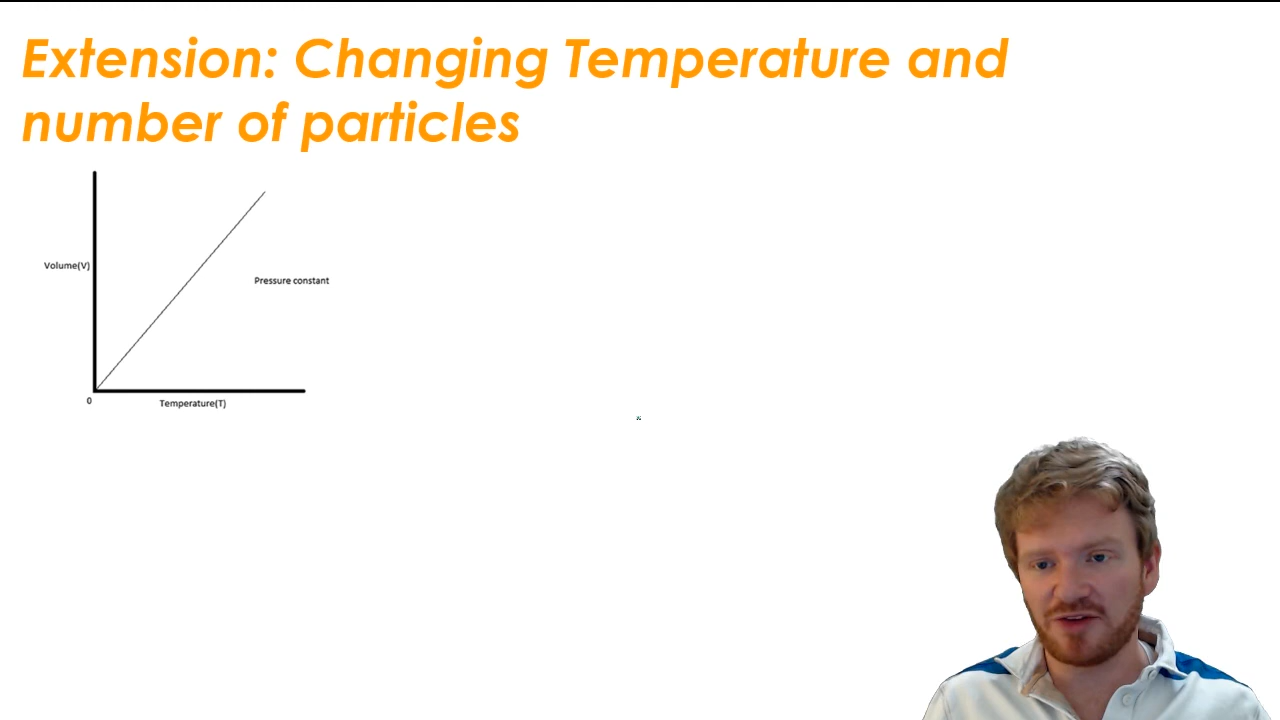 Extension: Changing Temperature and
number of particles
Volume(V)
Pressure constant
0
Temperature(T)